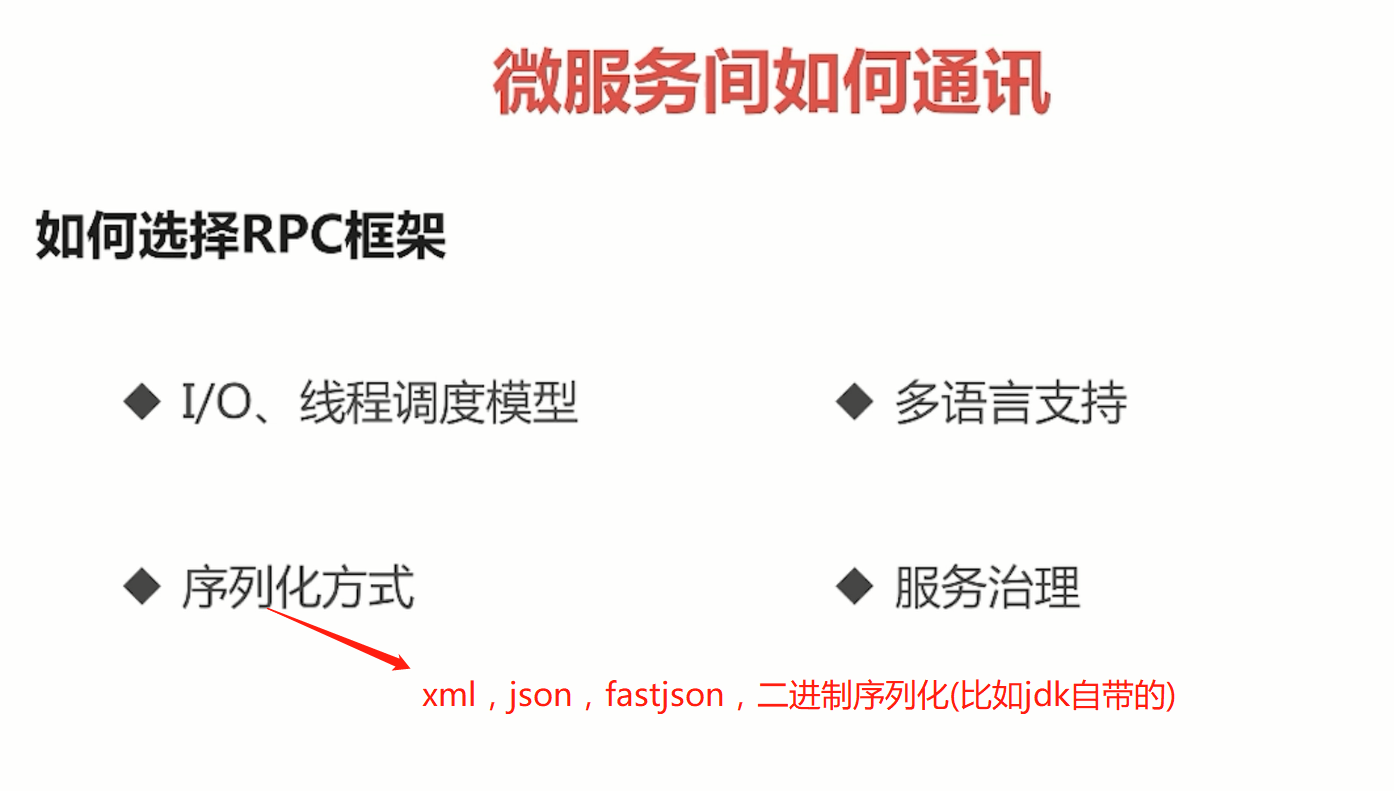 微服务间如何通讯
如何选择RPC框架
◆ I/O、线程调度模型
◆ 多语言支持
◆ 序列化方式
◆ 服务治理
xml，json，fastjson，二进制序列化(比如jdk自带的)